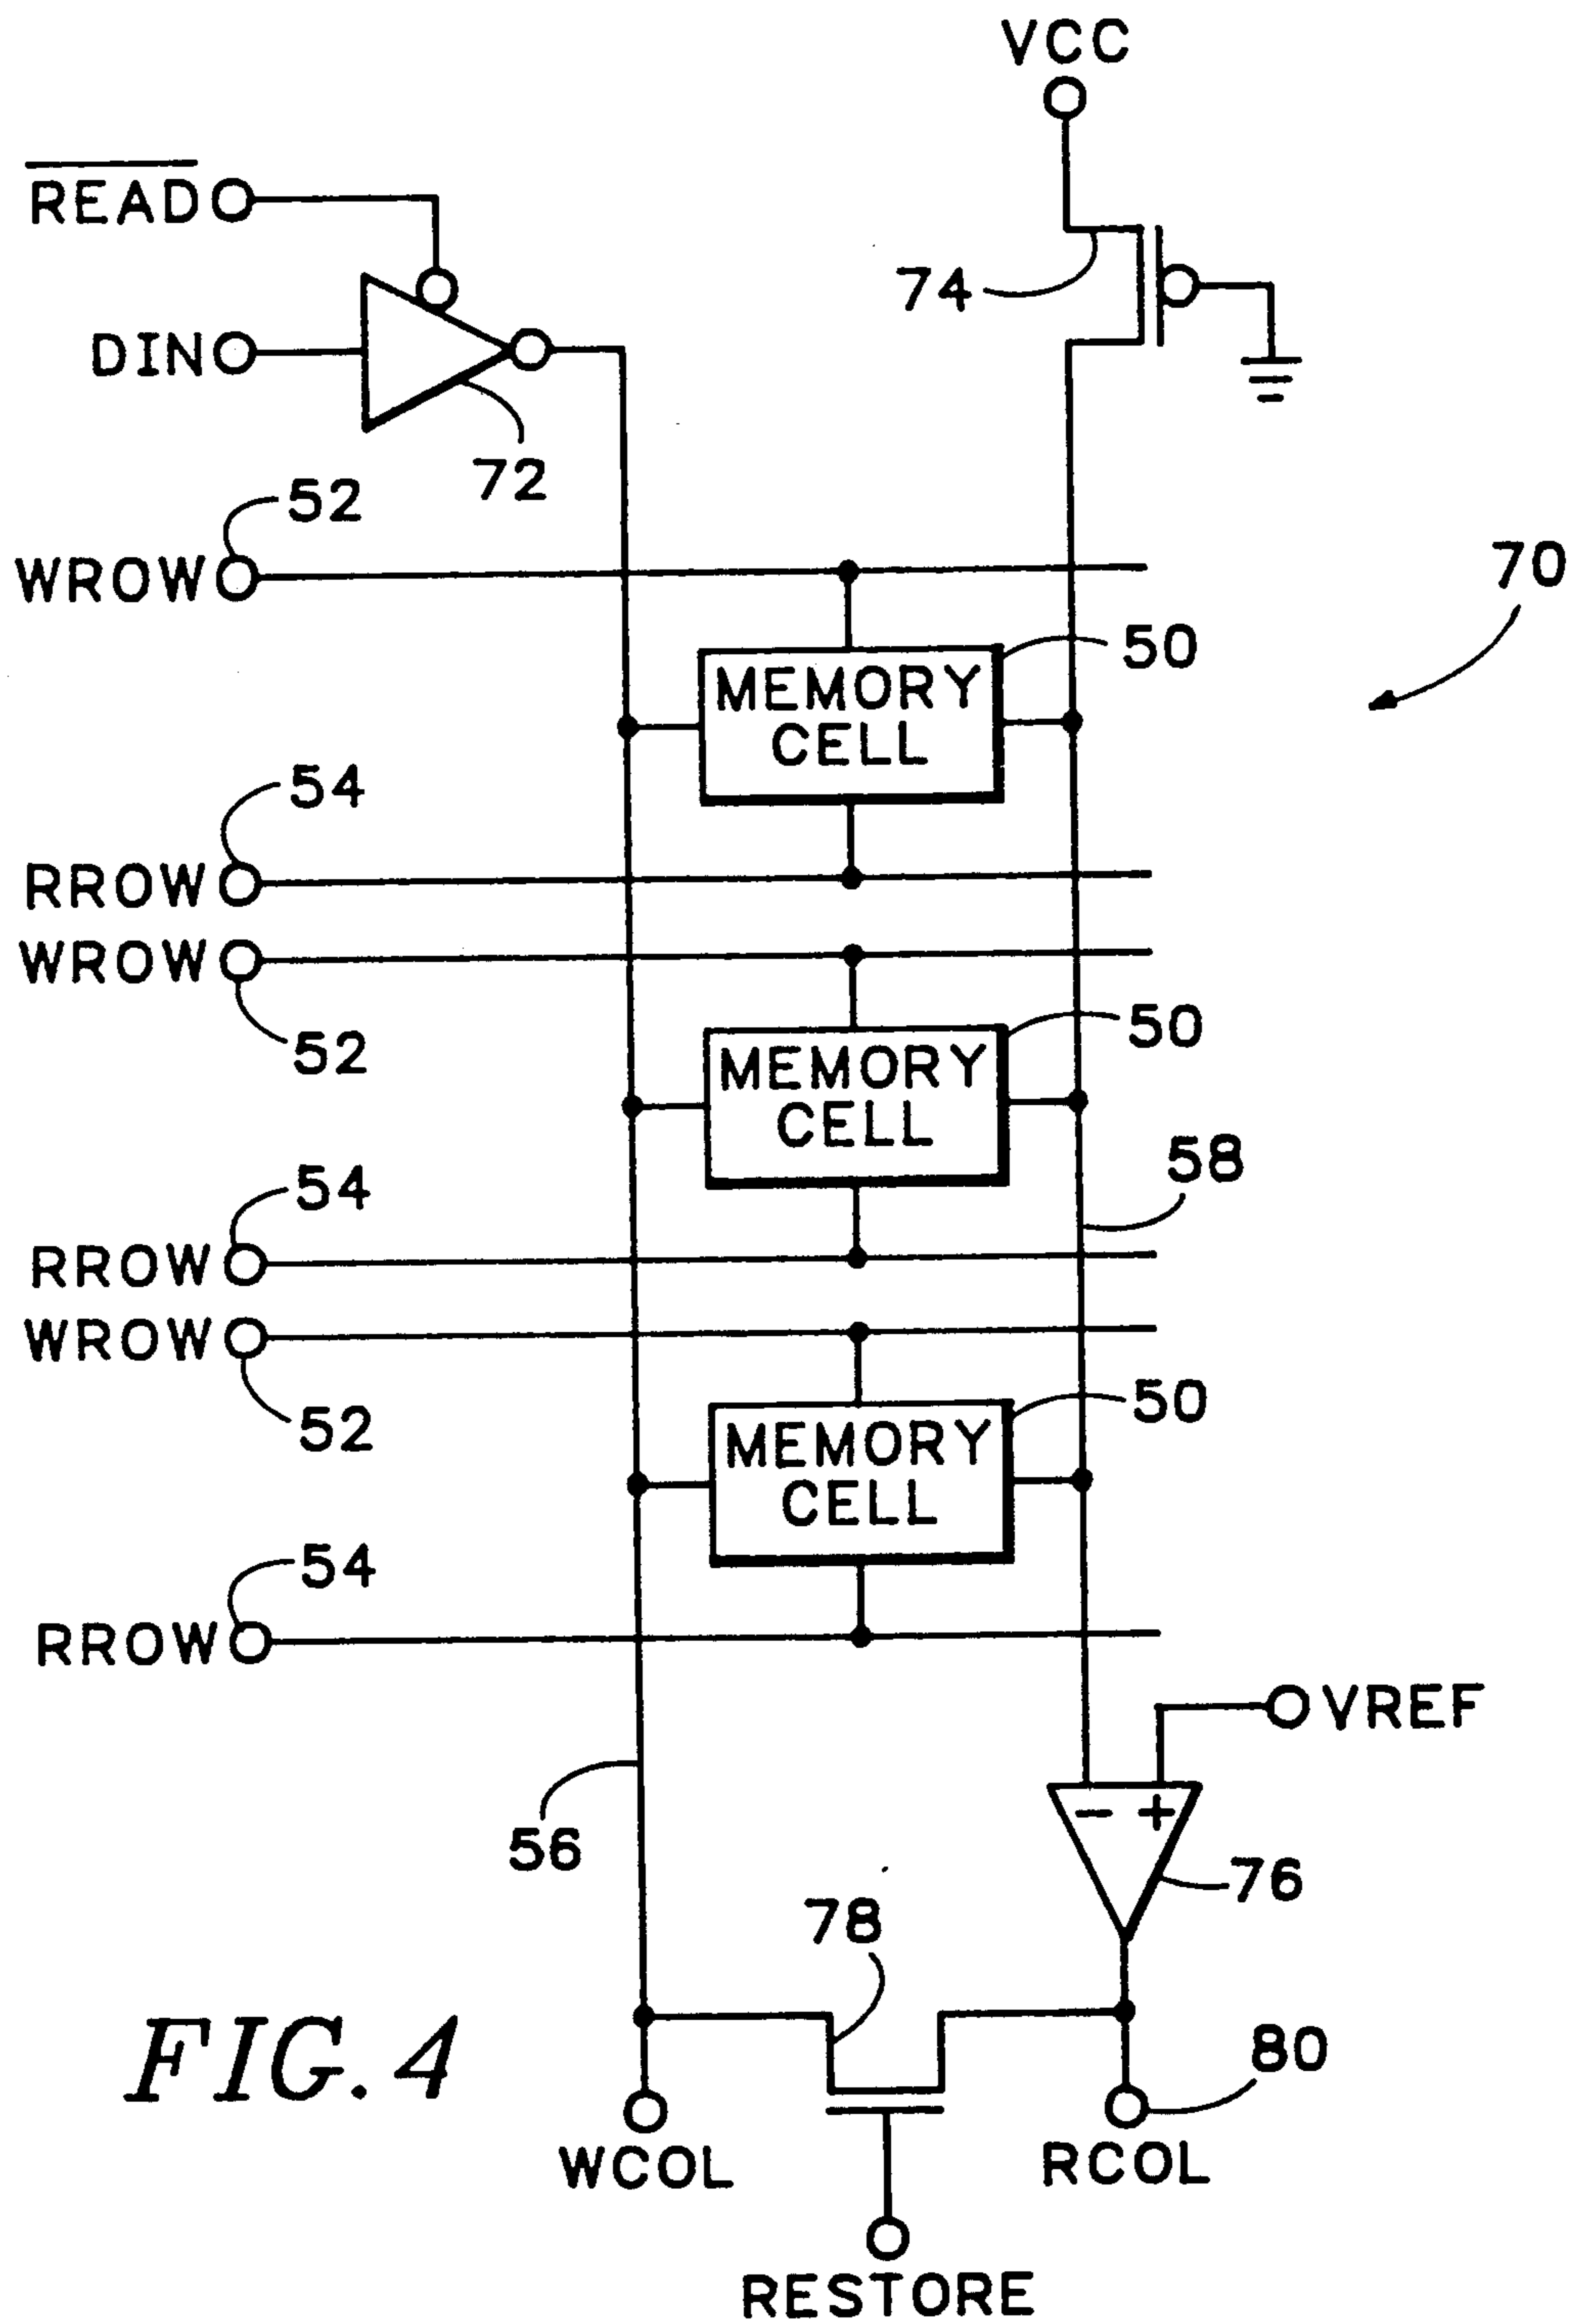 VCC
READ
74
DIN
72
52
WROW
70
50
MEMORY
CELL
54
RROW
WROW
52
50
MEMORY
CELL
58
54
RROW
WROW
52
50
MEMORY
CELL
54
RROW
VREF
- +
56
76
78
FIG. 4
80
WCOL
RCOL
RESTORE